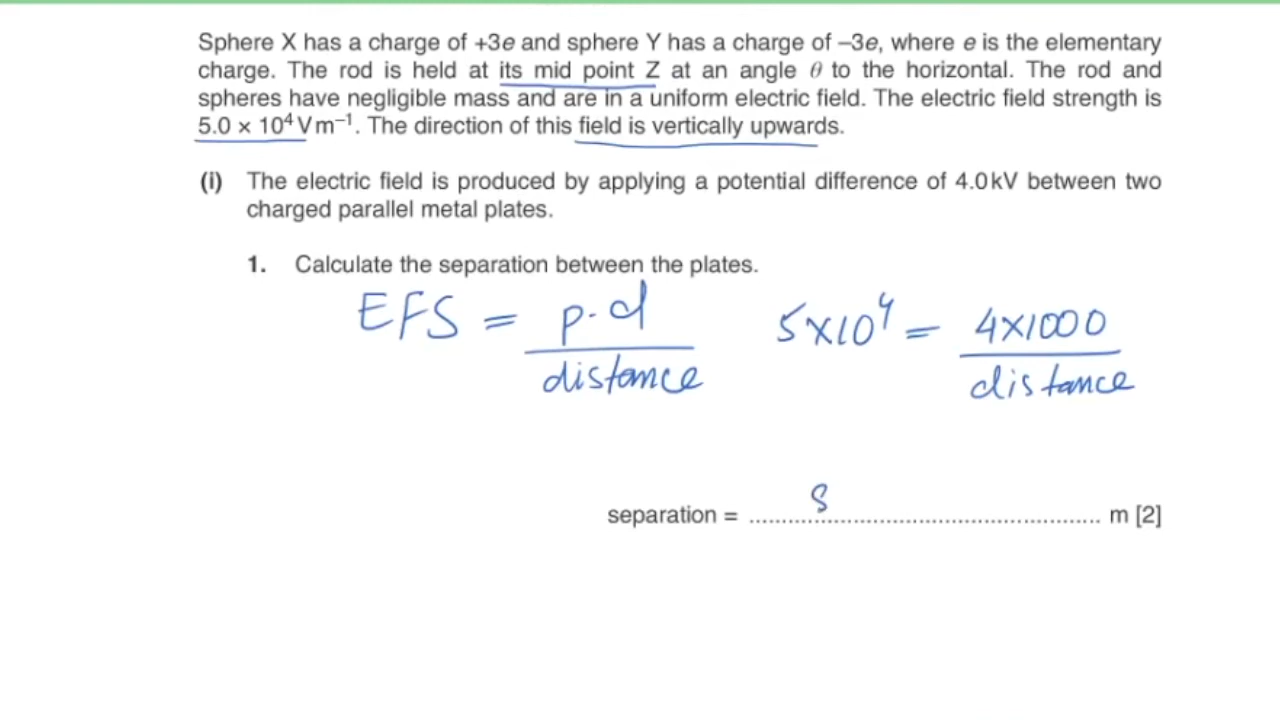 Sphere X has a charge of +3e and sphere Y has a charge of –3e, where e is the elementary
charge. The rod is held at its mid point Z at an angle θ to the horizontal. The rod and
spheres have negligible mass and are in a uniform electric field. The electric field strength is
5.0 × 10⁴ V m⁻¹. The direction of this field is vertically upwards.
(i) The electric field is produced by applying a potential difference of 4.0 kV between two
charged parallel metal plates.
1. Calculate the separation between the plates.
EFS = p.d / distance 5×10⁴ = 4×1000 / distance
separation = 8 m [2]